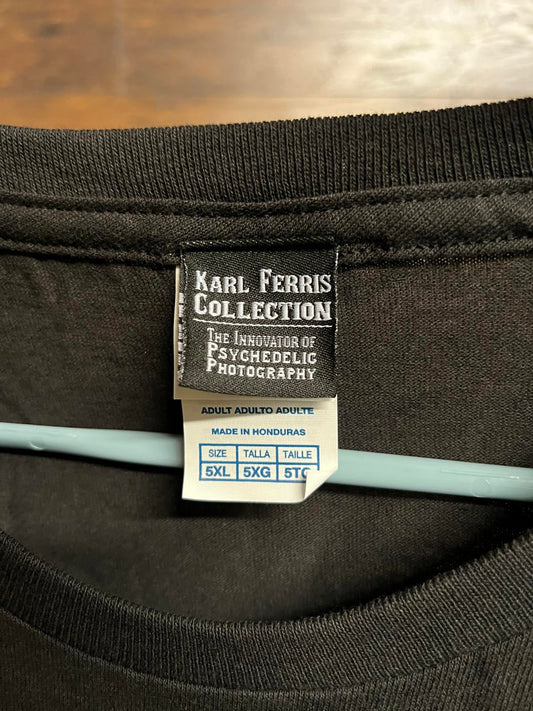 KARL FERRIS
COLLECTION
THE INNOVATOR OF
PSYCHEDELIC
PHOTOGRAPHY
ADULT ADULTO ADULTE
MADE IN HONDURAS
SIZE TALLA TAILLE
5XL 5XG 5TG